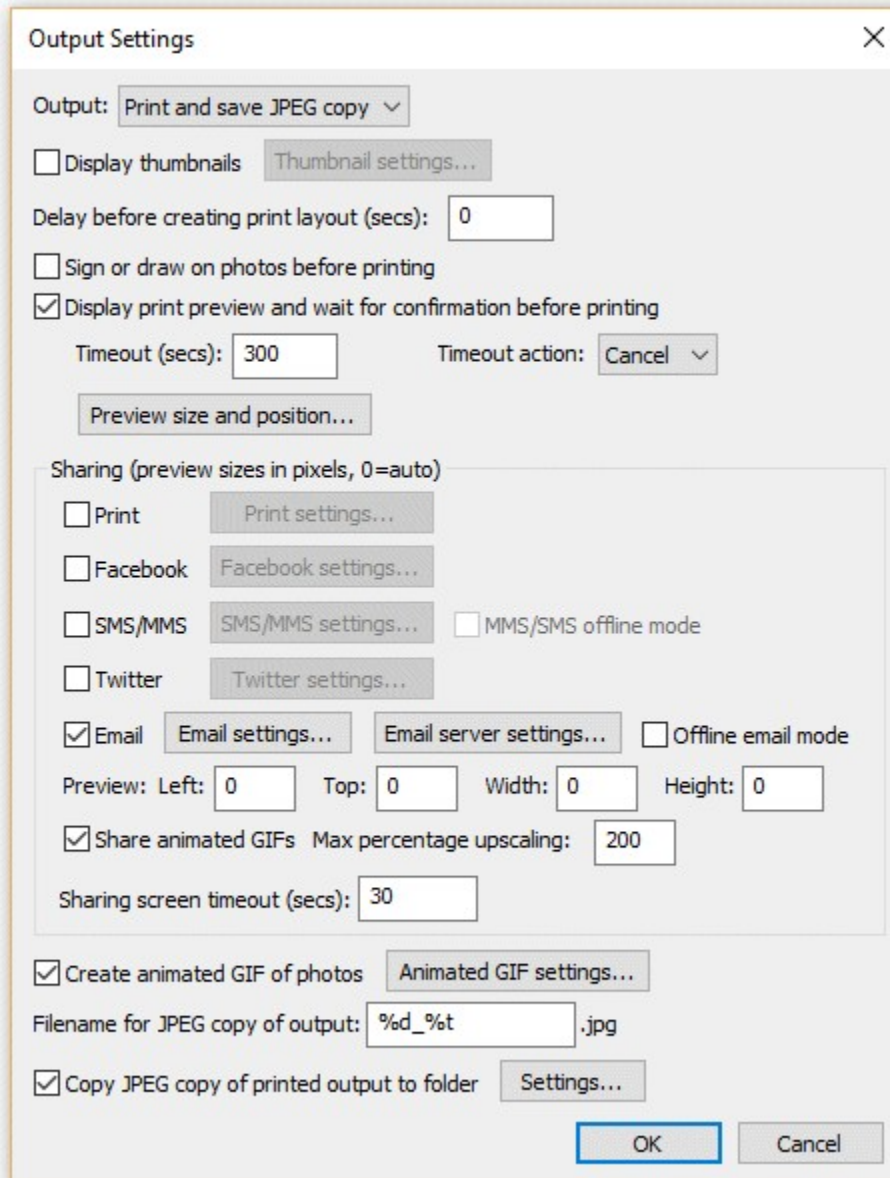 Output Settings
Output: Print and save JPEG copy
Display thumbnails Thumbnail settings...
Delay before creating print layout (secs): 0
Sign or draw on photos before printing
Display print preview and wait for confirmation before printing
Timeout (secs): 300 Timeout action: Cancel
Preview size and position...
Sharing (preview sizes in pixels, 0=auto)
Print Print settings...
Facebook Facebook settings...
SMS/MMS SMS/MMS settings... MMS/SMS offline mode
Twitter Twitter settings...
Email Email settings... Email server settings... Offline email mode
Preview: Left: 0 Top: 0 Width: 0 Height: 0
Share animated GIFs Max percentage upscaling: 200
Sharing screen timeout (secs): 30
Create animated GIF of photos Animated GIF settings...
Filename for JPEG copy of output: %d_%t .jpg
Copy JPEG copy of printed output to folder Settings...
OK Cancel